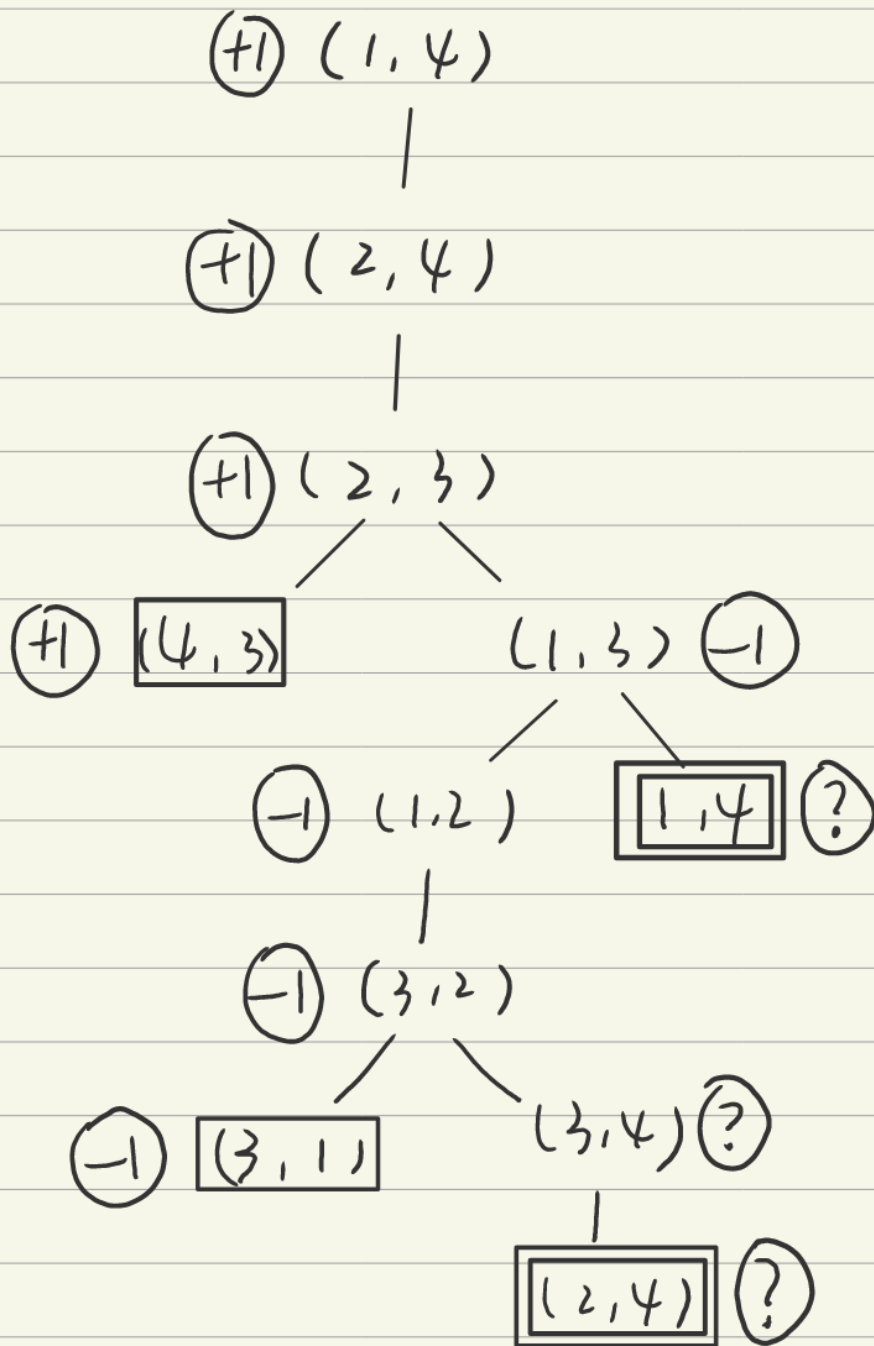 +1 (1,4)
+1 (2,4)
+1 (2,3)
+1 (4,3) (1,3) -1
-1 (1,2) 1,4 ?
-1 (3,2)
-1 (3,1) (3,4) ?
(2,4) ?